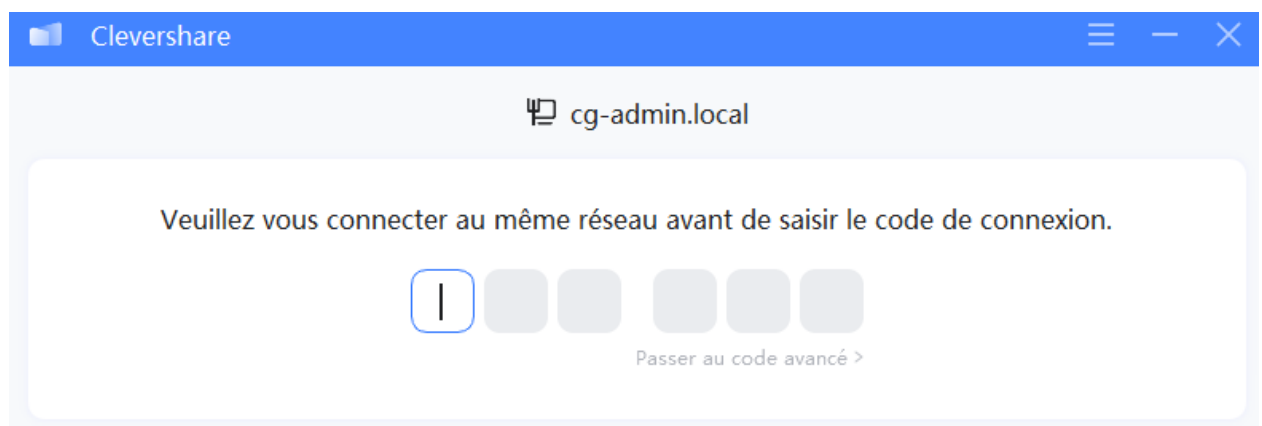 Clevershare
cg-admin.local
Veuillez vous connecter au même réseau avant de saisir le code de connexion.
Passer au code avancé >